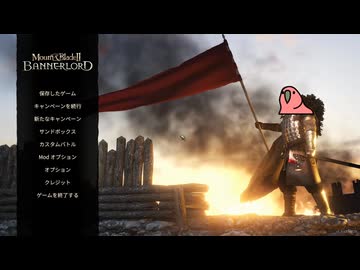 MOUNT & BLADE II
BANNERLORD
保存したゲーム
キャンペーンを続行
新たなキャンペーン
サンドボックス
カスタムバトル
Mod オプション
オプション
クレジット
ゲームを終了する